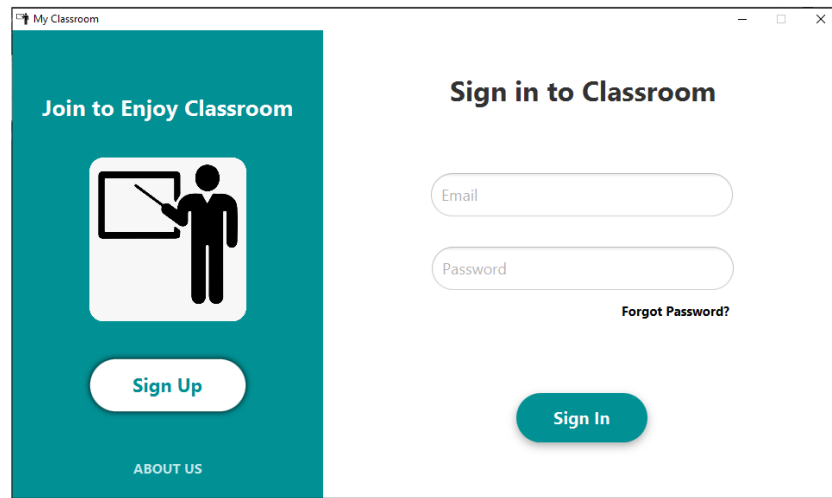 My Classroom
Join to Enjoy Classroom
Sign Up
ABOUT US
Sign in to Classroom
Email
Password
Forgot Password?
Sign In